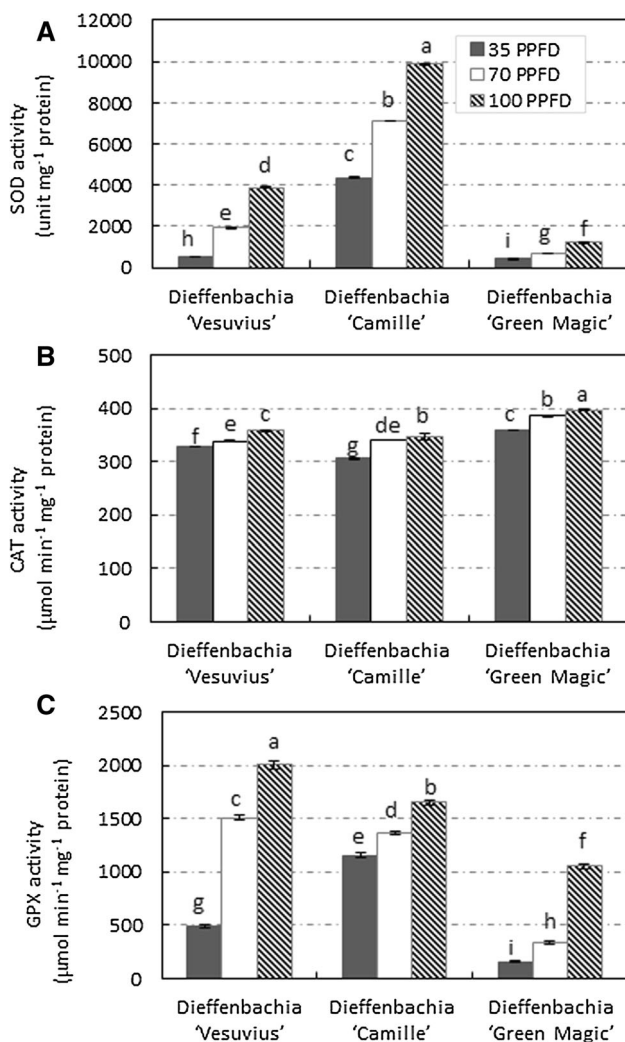 A
SOD activity
(unit mg⁻¹ protein)
12000
10000
8000
6000
4000
2000
0
35 PPFD
70 PPFD
100 PPFD
h
e
d
c
b
a
i
g
f
Dieffenbachia
‘Vesuvius’
Dieffenbachia
‘Camille’
Dieffenbachia
‘Green Magic’
B
CAT activity
(µmol min⁻¹ mg⁻¹ protein)
500
400
300
200
100
0
f
e
c
g
de
b
c
b
a
Dieffenbachia
‘Vesuvius’
Dieffenbachia
‘Camille’
Dieffenbachia
‘Green Magic’
C
GPX activity
(µmol min⁻¹ mg⁻¹ protein)
2500
2000
1500
1000
500
0
g
c
a
e
d
b
i
h
f
Dieffenbachia
‘Vesuvius’
Dieffenbachia
‘Camille’
Dieffenbachia
‘Green Magic’